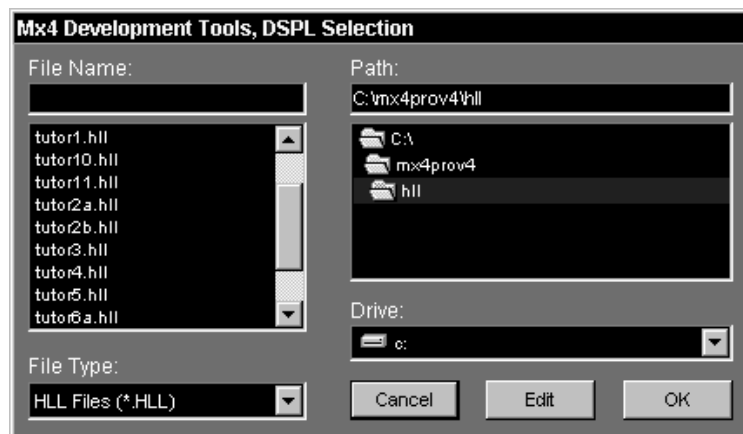 Mx4 Development Tools, DSPL Selection
File Name:
tutor1.hll
tutor10.hll
tutor11.hll
tutor2a.hll
tutor2b.hll
tutor3.hll
tutor4.hll
tutor5.hll
tutor6a.hll
File Type:
HLL Files (*.HLL)
Path:
C:\mx4prov4\hll
C:\
mx4prov4
hll
Drive:
c:
Cancel
Edit
OK